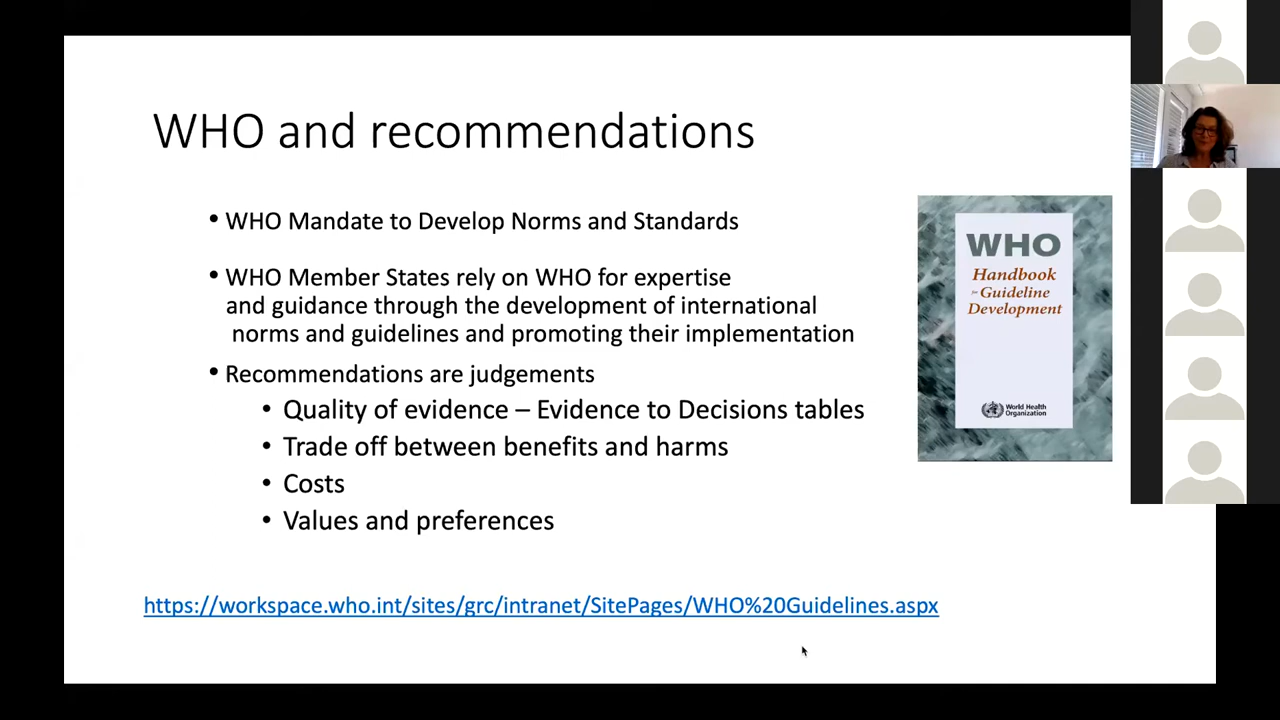 WHO and recommendations
• WHO Mandate to Develop Norms and Standards
• WHO Member States rely on WHO for expertise
and guidance through the development of international
norms and guidelines and promoting their implementation
• Recommendations are judgements
• Quality of evidence – Evidence to Decisions tables
• Trade off between benefits and harms
• Costs
• Values and preferences
https://workspace.who.int/sites/grc/intranet/SitePages/WHO%20Guidelines.aspx
WHO
Handbook
for Guideline
Development
World Health
Organization